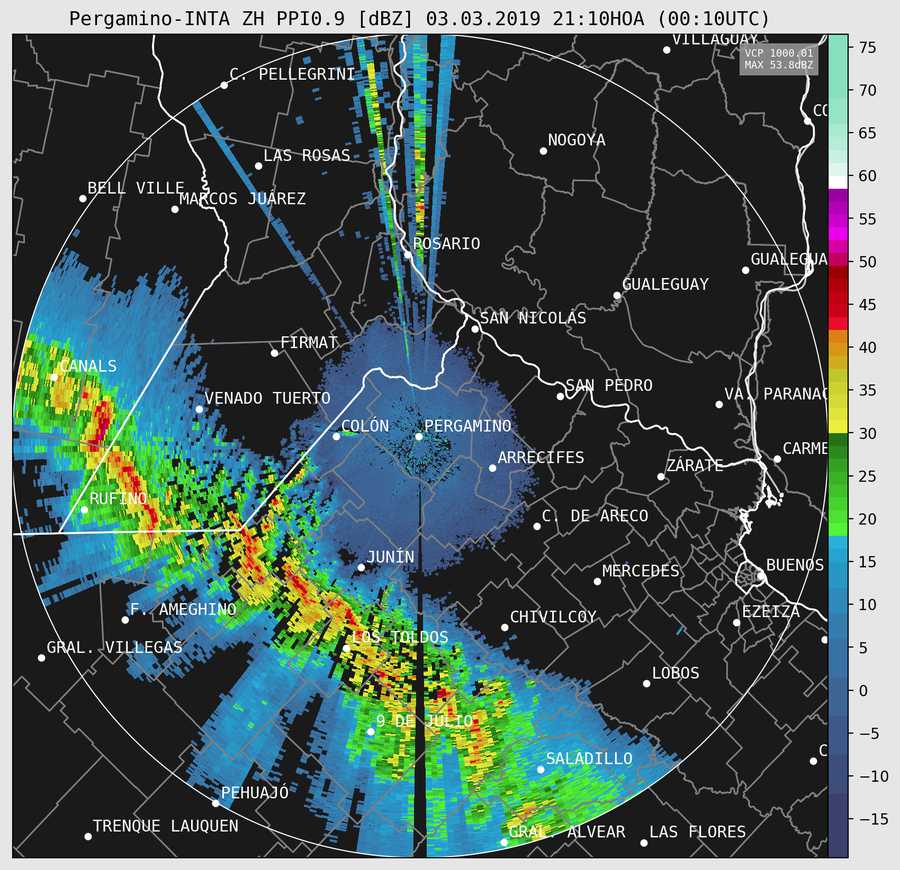 Pergamino-INTA ZH PPI0.9 [dBZ] 03.03.2019 21:10HOA (00:10UTC)
VILLAGUAY
VCP 1000.01
MAX 53.8dBZ
75
C. PELLEGRINI
70
CO
65
NOGOYA
LAS ROSAS
60
BELL VILLE
MARCOS JUÁREZ
55
ROSARIO
50
GUALEGUA
GUALEGUAY
45
SAN NICOLÁS
40
FIRMAT
CANALS
35
SAN PEDRO
VENADO TUERTO
VA. PARANAC
30
COLÓN
PERGAMINO
CARME
ARRECIFES
ZÁRATE
25
RUFINO
20
C. DE ARECO
15
JUNÍN
BUENOS
MERCEDES
10
F. AMEGHINO
CHIVILCOY
EZEIZA
LOS TOLDOS
5
GRAL. VILLEGAS
LOBOS
0
9 DE JULIO
−5
C
SALADILLO
−10
PEHUAJÓ
−15
TRENQUE LAUQUEN
GRAL. ALVEAR
LAS FLORES